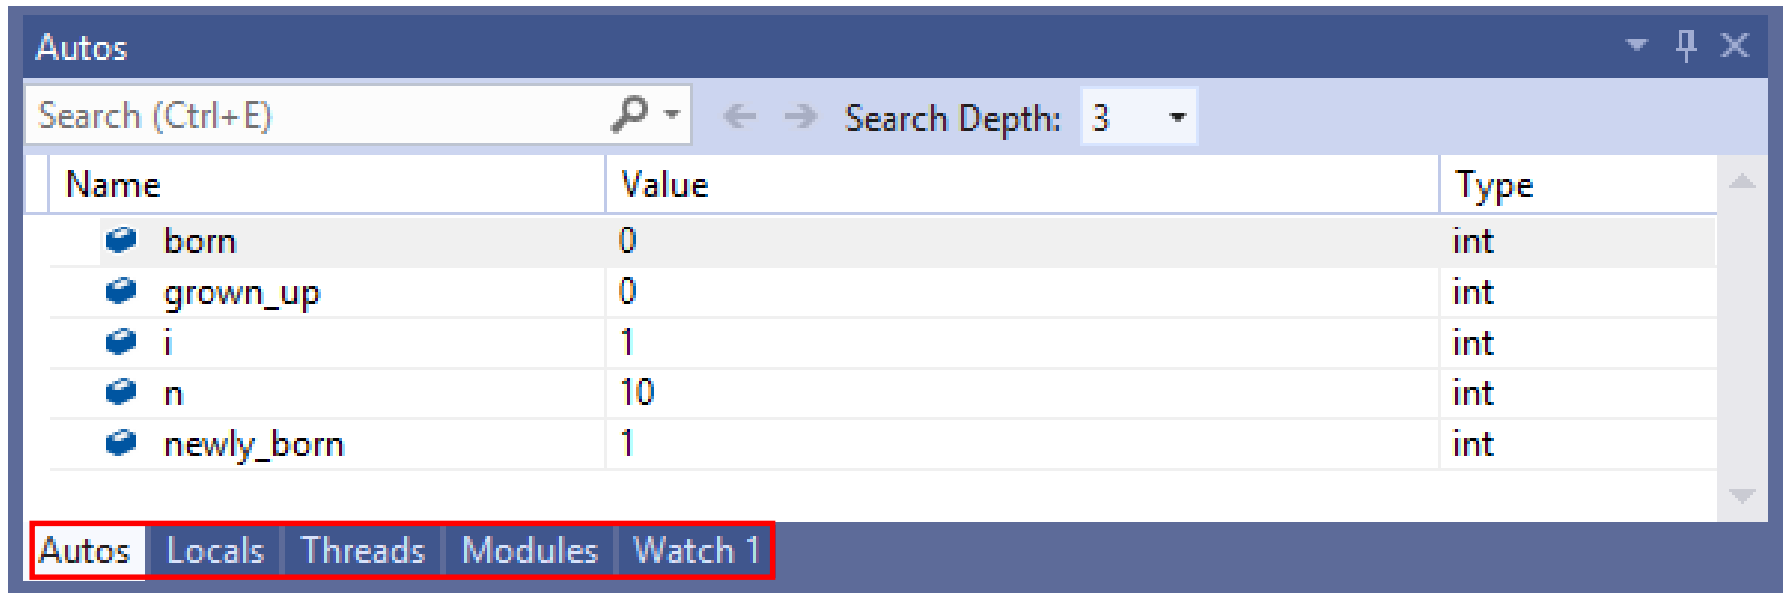 Autos
Search (Ctrl+E) Search Depth: 3
Name Value Type
born 0 int
grown_up 0 int
i 1 int
n 10 int
newly_born 1 int
Autos Locals Threads Modules Watch 1